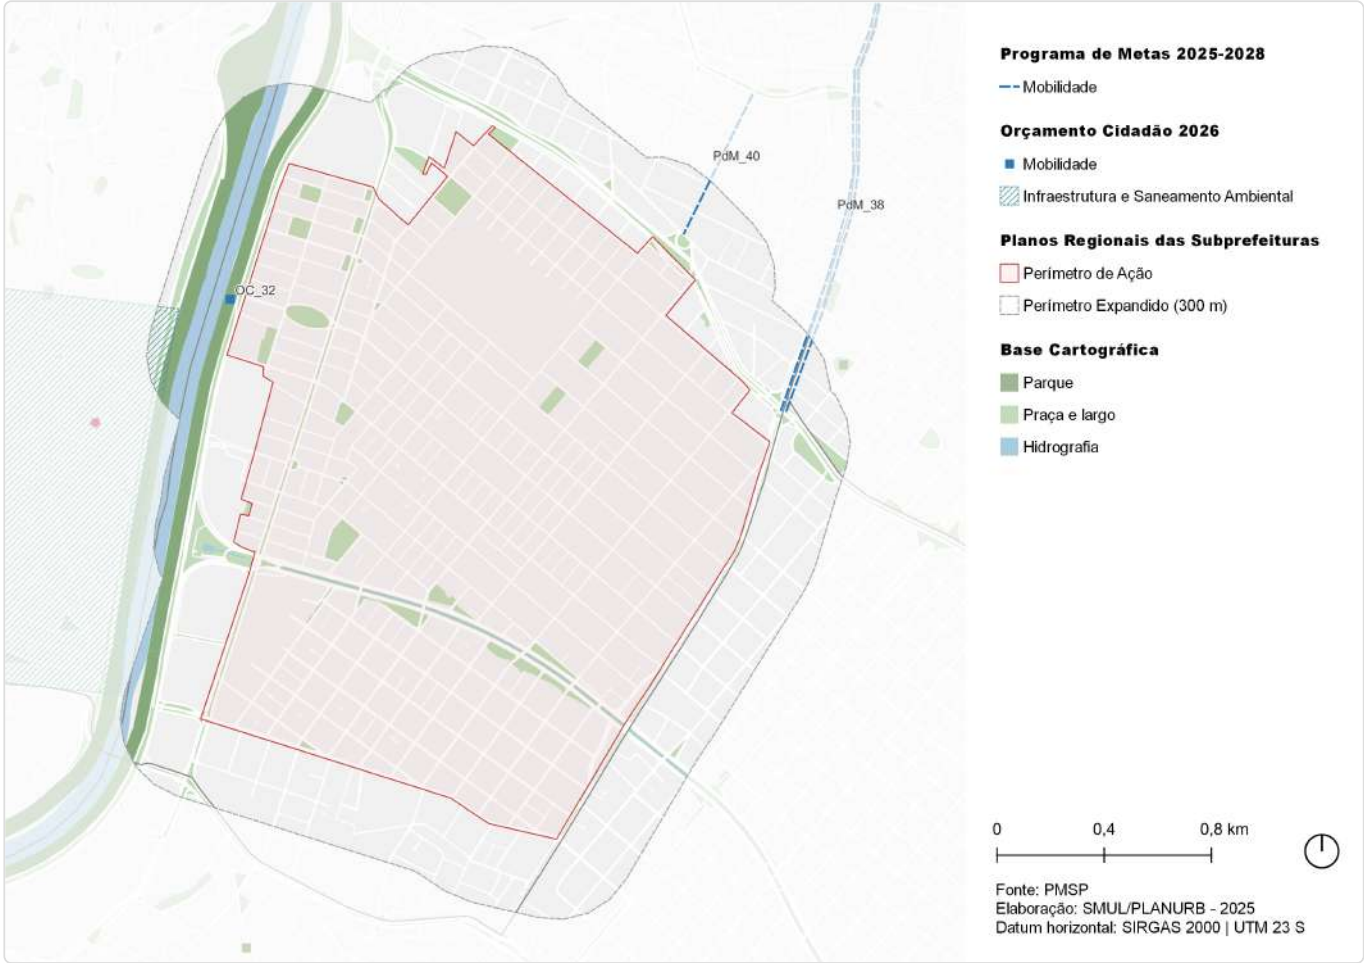 PdM_40
PdM_38
OC_32
Programa de Metas 2025-2028
Mobilidade
Orçamento Cidadão 2026
Mobilidade
Infraestrutura e Saneamento Ambiental
Planos Regionais das Subprefeituras
Perímetro de Ação
Perímetro Expandido (300 m)
Base Cartográfica
Parque
Praça e largo
Hidrografia
0 0,4 0,8 km
Fonte: PMSP
Elaboração: SMUL/PLANURB - 2025
Datum horizontal: SIRGAS 2000 | UTM 23 S